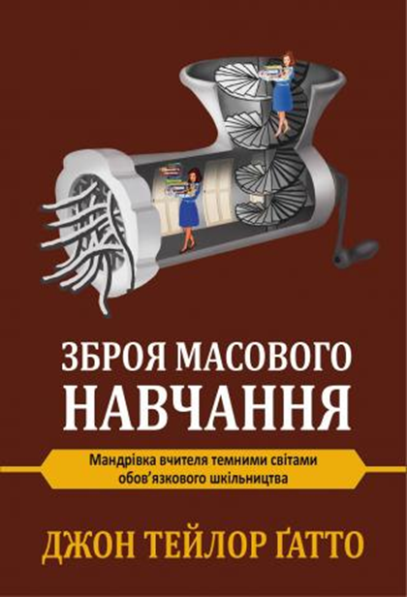 ЗБРОЯ МАСОВОГО
НАВЧАННЯ
Мандрівка вчителя темними світами
обов’язкового шкільництва
ДЖОН ТЕЙЛОР ҐАТТО